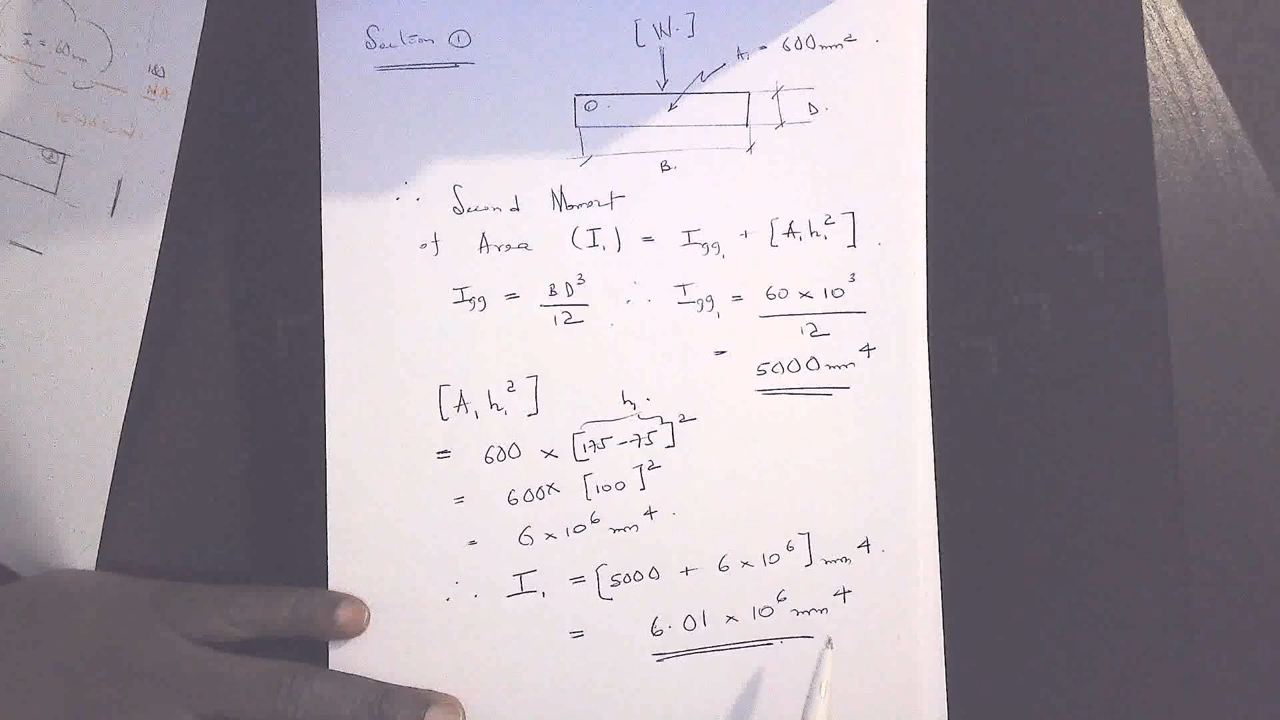 x̄ = 60mm
NA
②
Section ①
[W.]
A₁ = 600mm² .
O.
D.
B.
∴ Second Moment
of Area (I₁) = Igg₁ + [A₁h₁²] .
Igg = BD³/12 ∴ Igg₁ = 60 × 10³/12
= 5000mm⁴
[A₁h₁²]
h₁.
= 600 × [175-75]²
= 600× [100]²
= 6 × 10⁶ mm⁴ .
∴ I₁ = [5000 + 6 × 10⁶] mm⁴.
= 6.01 × 10⁶ mm⁴